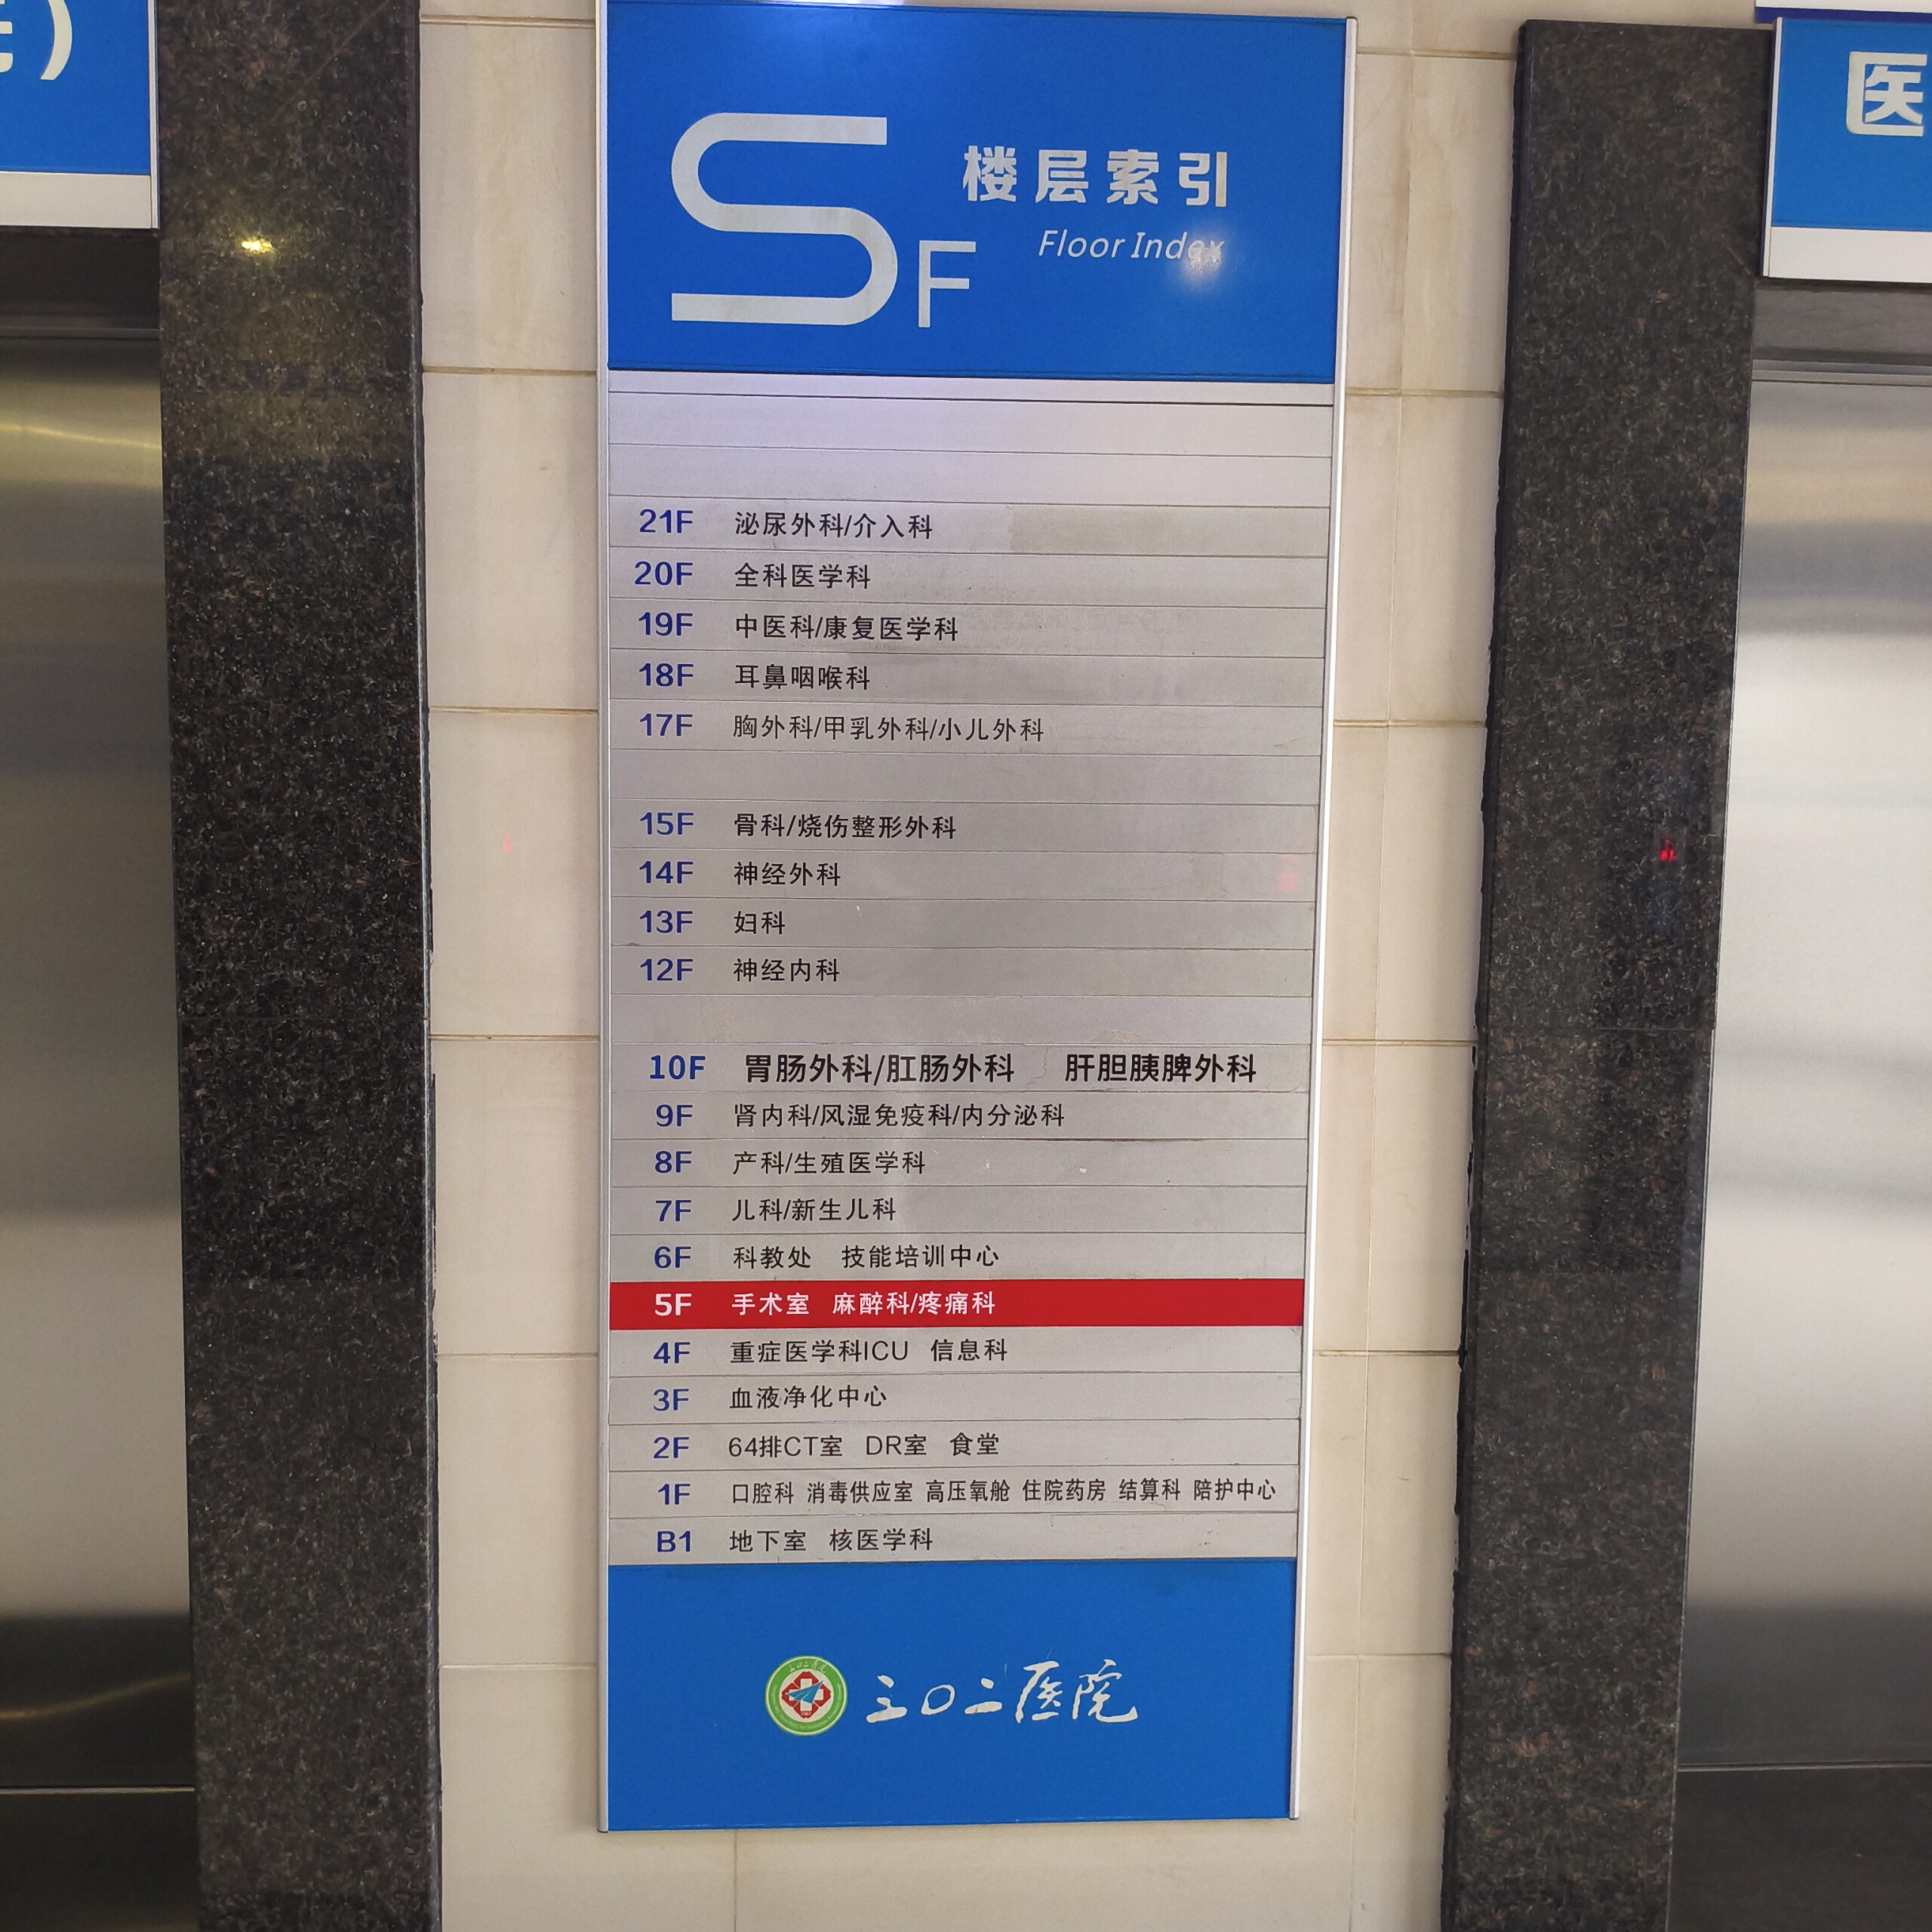 医
5F
楼层索引
Floor Index
21F 泌尿外科/介入科
20F 全科医学科
19F 中医科/康复医学科
18F 耳鼻咽喉科
17F 胸外科/甲乳外科/小儿外科
15F 骨科/烧伤整形外科
14F 神经外科
13F 妇科
12F 神经内科
10F 胃肠外科/肛肠外科 肝胆胰脾外科
9F 肾内科/风湿免疫科/内分泌科
8F 产科/生殖医学科
7F 儿科/新生儿科
6F 科教处 技能培训中心
5F 手术室 麻醉科/疼痛科
4F 重症医学科ICU 信息科
3F 血液净化中心
2F 64排CT室 DR室 食堂
1F 口腔科 消毒供应室 高压氧舱 住院药房 结算科 陪护中心
B1 地下室 核医学科
三〇二医院